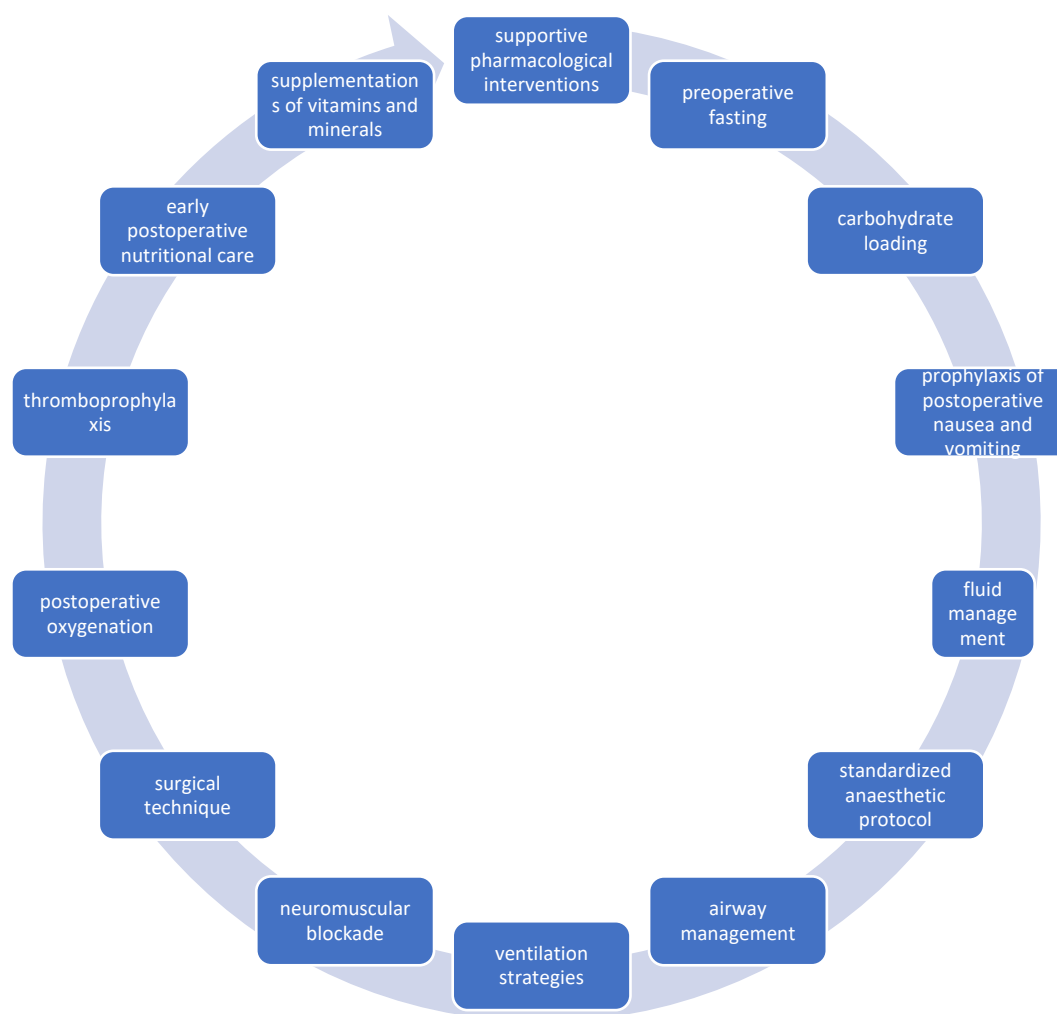 supportive
pharmacological
interventions
preoperative
fasting
carbohydrate
loading
prophylaxis of
postoperative
nausea and
vomiting
fluid
manage
ment
standardized
anaesthetic
protocol
airway
management
ventilation
strategies
neuromuscular
blockade
surgical
technique
postoperative
oxygenation
thromboprophyla
xis
early
postoperative
nutritional care
supplementation
s of vitamins and
minerals